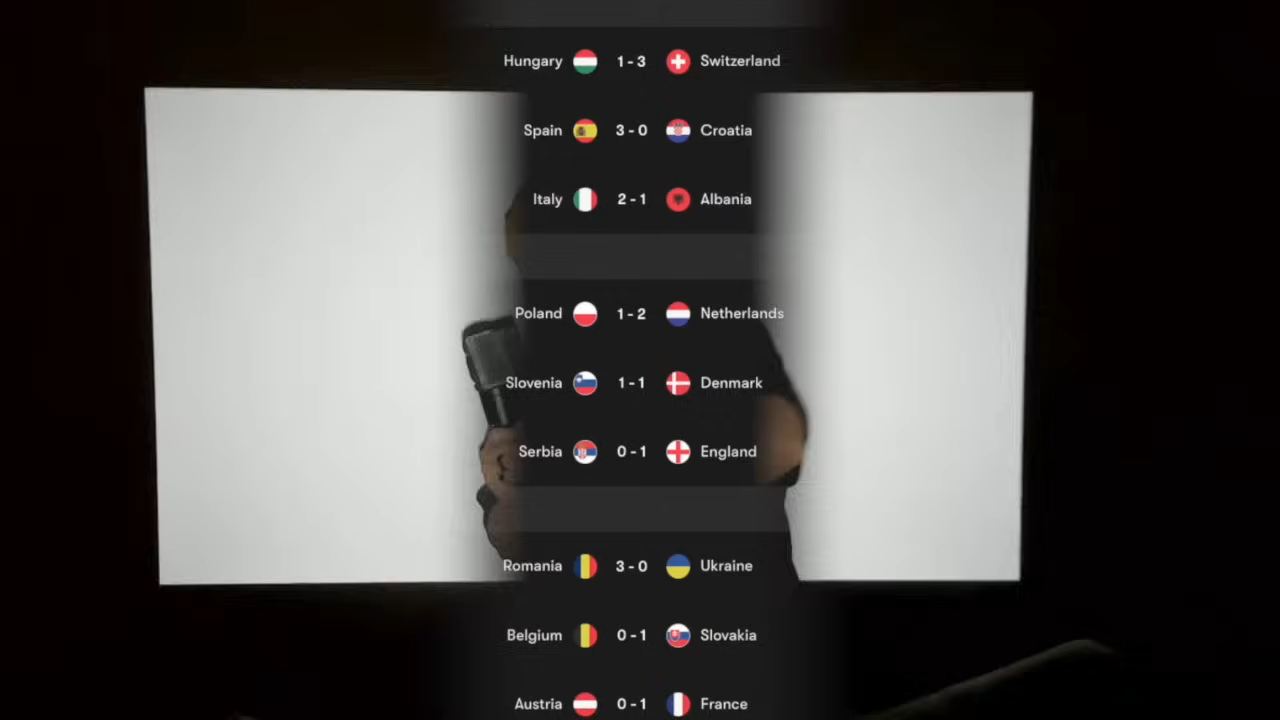 Hungary 1 - 3 Switzerland
Spain 3 - 0 Croatia
Italy 2 - 1 Albania
Poland 1 - 2 Netherlands
Slovenia 1 - 1 Denmark
Serbia 0 - 1 England
Romania 3 - 0 Ukraine
Belgium 0 - 1 Slovakia
Austria 0 - 1 France